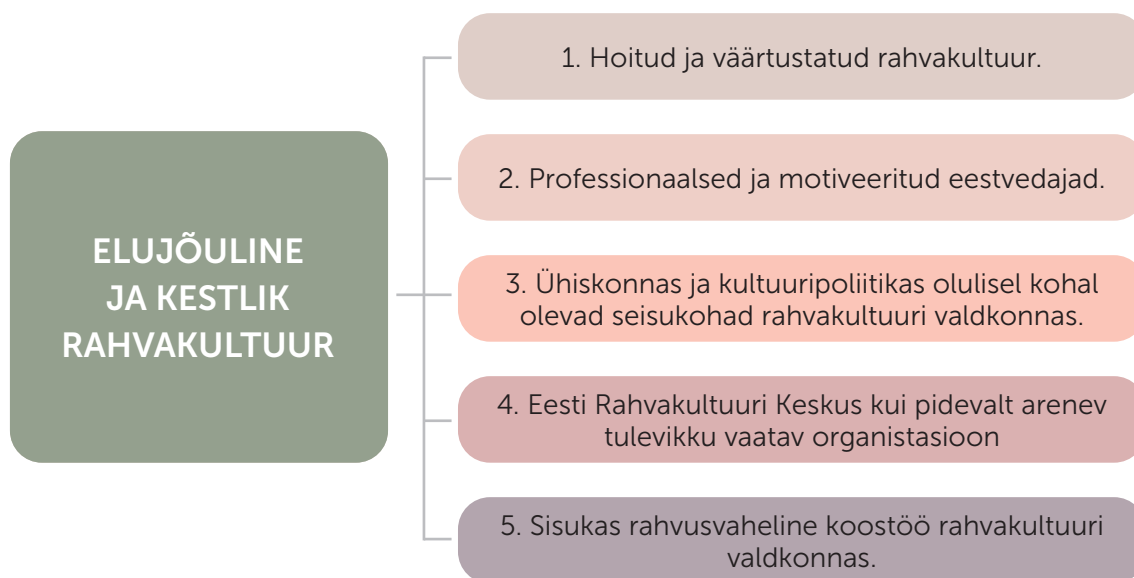 ELUJÕULINE
JA KESTLIK
RAHVAKULTUUR
1. Hoitud ja väärtustatud rahvakultuur.
2. Professionaalsed ja motiveeritud eestvedajad.
3. Ühiskonnas ja kultuuripoliitikas olulisel kohal
olevad seisukohad rahvakultuuri valdkonnas.
4. Eesti Rahvakultuuri Keskus kui pidevalt arenev
tulevikku vaatav organistasioon
5. Sisukas rahvusvaheline koostöö rahvakultuuri
valdkonnas.